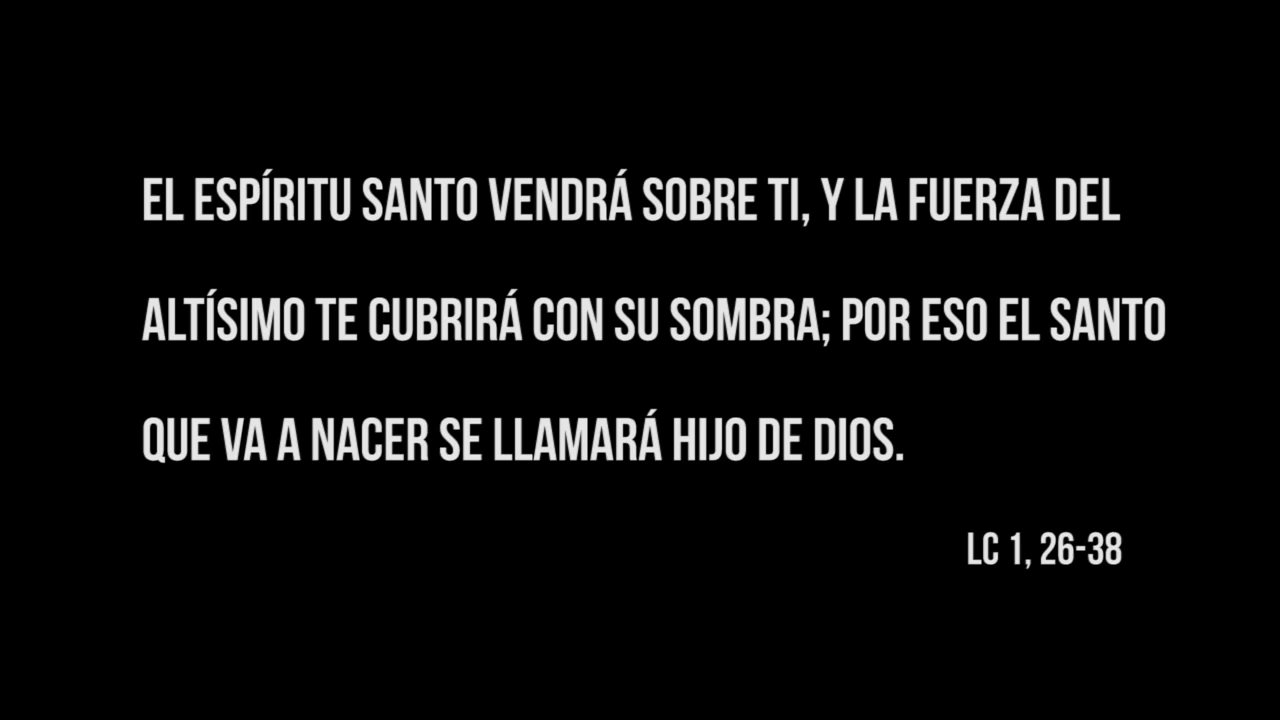 EL ESPÍRITU SANTO VENDRÁ SOBRE TI, Y LA FUERZA DEL
ALTÍSIMO TE CUBRIRÁ CON SU SOMBRA; POR ESO EL SANTO
QUE VA A NACER SE LLAMARÁ HIJO DE DIOS.
LC 1, 26-38